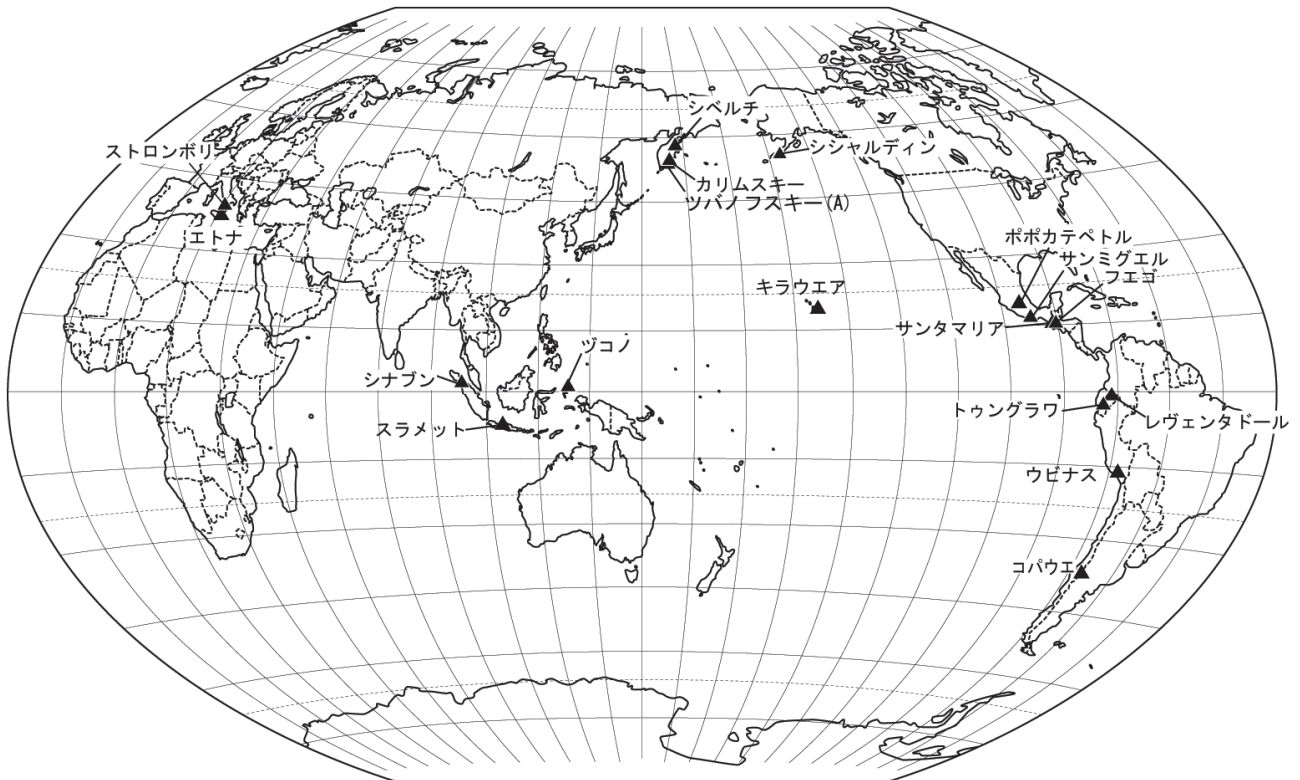 シベルチ
ストロンボリー
シシャルディン
カリムスキー
ツパノフスキー(A)
エトナ
ポポカテペトル
サンミグエル
フエゴ
キラウエア
サンタマリア
ヅコノ
シナブン
スラメット
トゥングラワ
レヴェンタドール
ウビナス
コパウエ